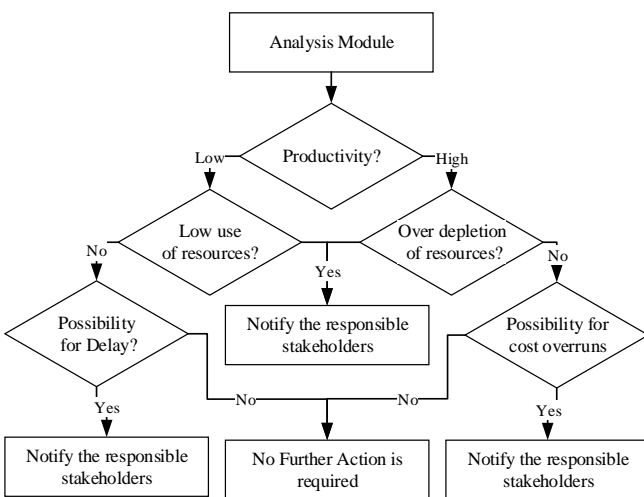 Analysis Module
Productivity?
Low
High
Low use
of resources?
Over depletion
of resources?
No
Yes
No
Possibility
for Delay?
Notify the responsible
stakeholders
Possibility for
cost overruns
Yes
No
No
Yes
Notify the responsible
stakeholders
No Further Action is
required
Notify the responsible
stakeholders